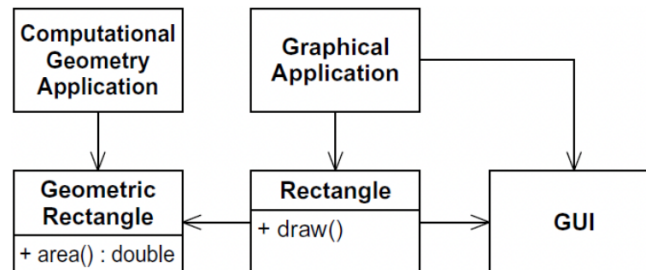 Computational
Geometry
Application
Graphical
Application
Geometric
Rectangle
+ area() : double
Rectangle
+ draw()
GUI